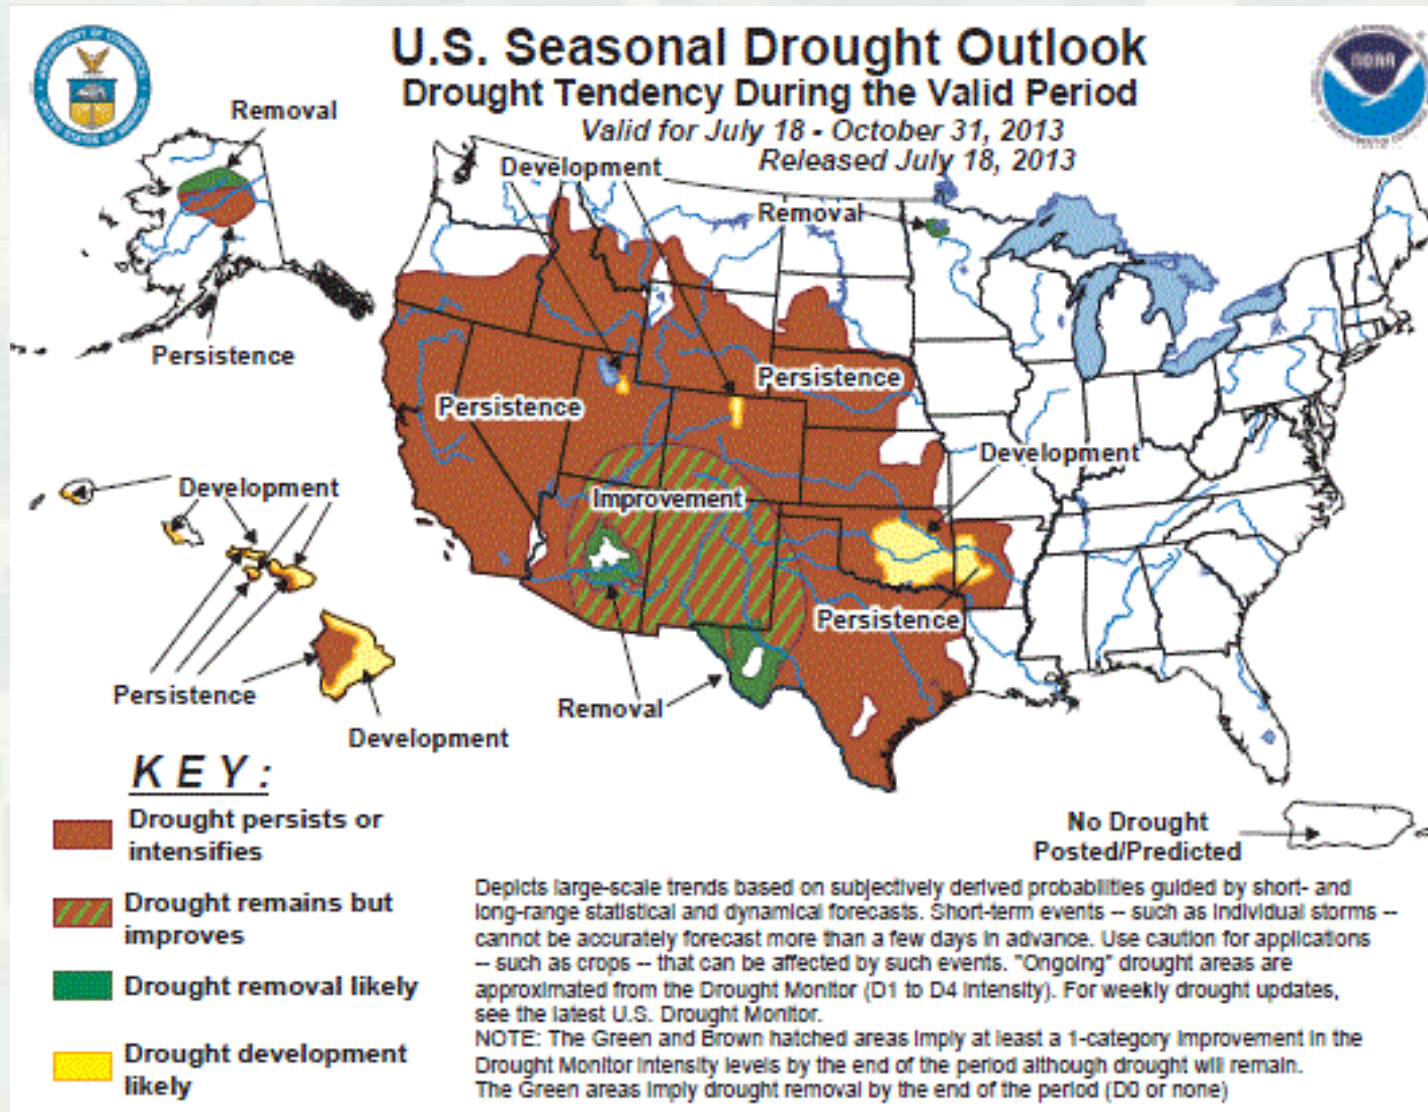 U.S. Seasonal Drought Outlook
Drought Tendency During the Valid Period
Valid for July 18 - October 31, 2013
Released July 18, 2013
DEPARTMENT OF COMMERCE
UNITED STATES OF AMERICA
NOAA
Removal
Development
Removal
Persistence
Persistence
Persistence
Development
Development
Improvement
Persistence
Persistence
Removal
Development
KEY:
Drought persists or
intensifies
Drought remains but
improves
Drought removal likely
Drought development
likely
No Drought
Posted/Predicted
Depicts large-scale trends based on subjectively derived probabilities guided by short- and
long-range statistical and dynamical forecasts. Short-term events -- such as individual storms --
cannot be accurately forecast more than a few days in advance. Use caution for applications
-- such as crops -- that can be affected by such events. "Ongoing" drought areas are
approximated from the Drought Monitor (D1 to D4 intensity). For weekly drought updates,
see the latest U.S. Drought Monitor.
NOTE: The Green and Brown hatched areas imply at least a 1-category improvement in the
Drought Monitor intensity levels by the end of the period although drought will remain.
The Green areas imply drought removal by the end of the period (D0 or none)